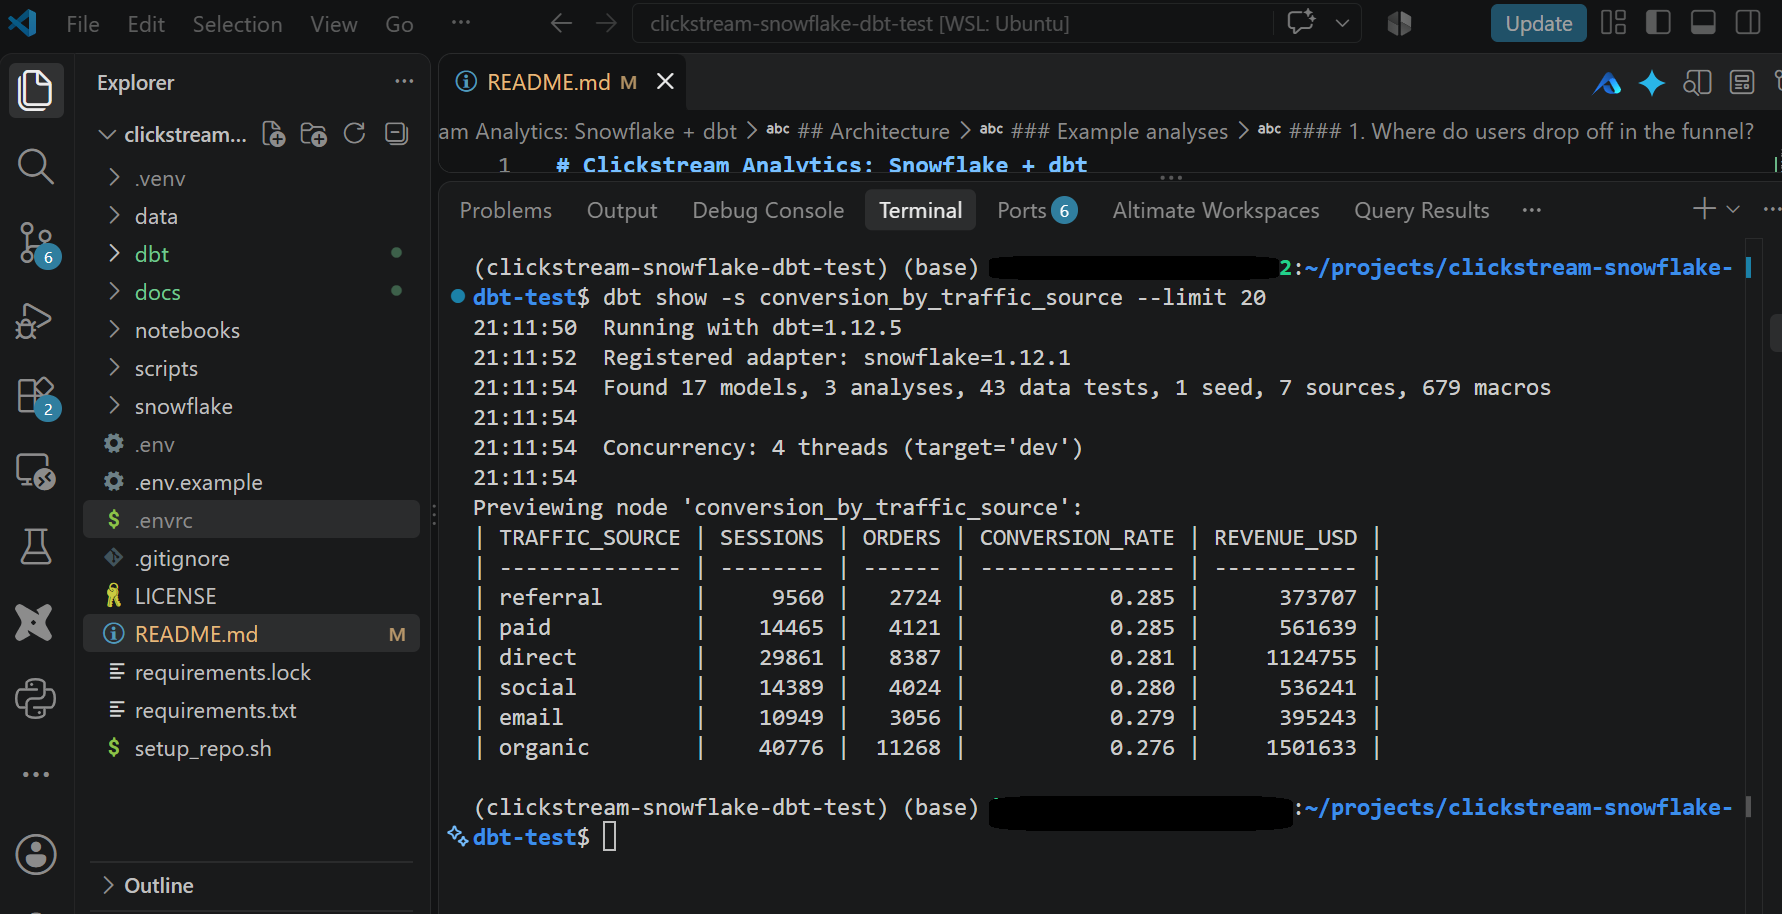 File Edit Selection View Go ··· clickstream-snowflake-dbt-test [WSL: Ubuntu] Update
Explorer ···
README.md M
clickstream...
am Analytics: Snowflake + dbt > abc ## Architecture > abc ### Example analyses > abc #### 1. Where do users drop off in the funnel?
1 # Clickstream Analytics: Snowflake + dbt
.venv
data
dbt
docs
notebooks
scripts
snowflake
.env
.env.example
$ .envrc
.gitignore
LICENSE
README.md M
requirements.lock
requirements.txt
$ setup_repo.sh
Outline
6
2
Problems Output Debug Console Terminal Ports 6 Altimate Workspaces Query Results ···
(clickstream-snowflake-dbt-test) (base) 2:~/projects/clickstream-snowflake-
dbt-test$ dbt show -s conversion_by_traffic_source --limit 20
21:11:50 Running with dbt=1.12.5
21:11:52 Registered adapter: snowflake=1.12.1
21:11:54 Found 17 models, 3 analyses, 43 data tests, 1 seed, 7 sources, 679 macros
21:11:54
21:11:54 Concurrency: 4 threads (target='dev')
21:11:54
Previewing node 'conversion_by_traffic_source':
| TRAFFIC_SOURCE | SESSIONS | ORDERS | CONVERSION_RATE | REVENUE_USD |
| -------------- | -------- | ------ | --------------- | ----------- |
| referral | 9560 | 2724 | 0.285 | 373707 |
| paid | 14465 | 4121 | 0.285 | 561639 |
| direct | 29861 | 8387 | 0.281 | 1124755 |
| social | 14389 | 4024 | 0.280 | 536241 |
| email | 10949 | 3056 | 0.279 | 395243 |
| organic | 40776 | 11268 | 0.276 | 1501633 |
(clickstream-snowflake-dbt-test) (base) :~/projects/clickstream-snowflake-
dbt-test$